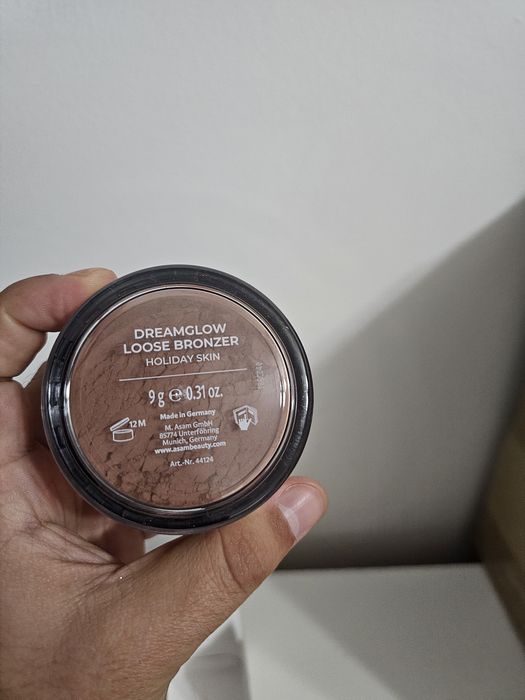 DREAMGLOW
LOOSE BRONZER
HOLIDAY SKIN
9 g ℮ 0.31 oz.
Made in Germany
12 M
M. Asam GmbH
85774 Unterföhring
Munich, Germany
www.asambeauty.com
Art.-Nr. 44124